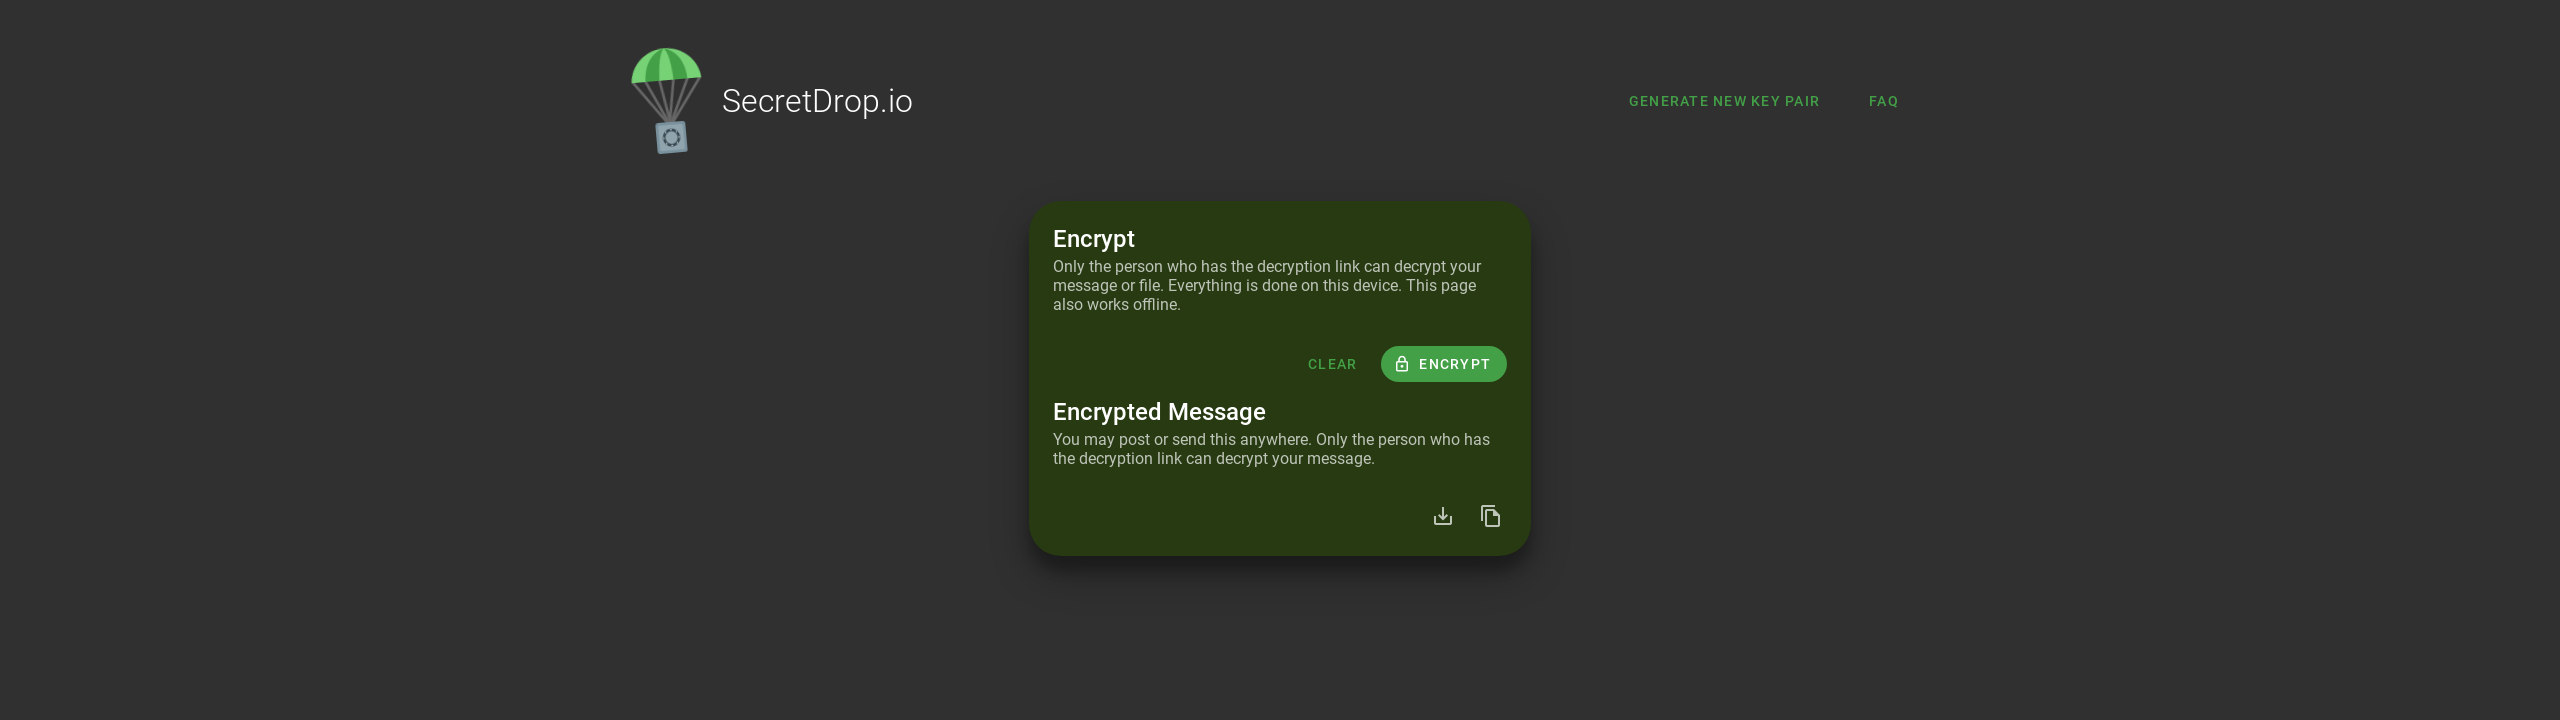 SecretDrop.io
GENERATE NEW KEY PAIR
FAQ
Encrypt
Only the person who has the decryption link can decrypt your
message or file. Everything is done on this device. This page
also works offline.
CLEAR
ENCRYPT
Encrypted Message
You may post or send this anywhere. Only the person who has
the decryption link can decrypt your message.